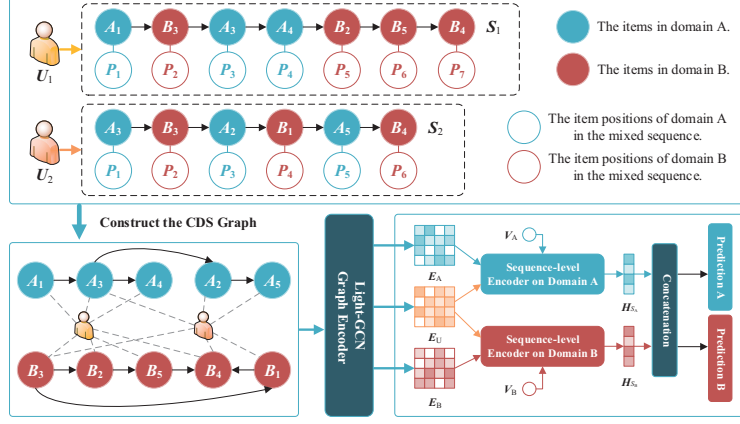 A1 B3 A3 A4 B2 B5 B4 S1
The items in domain A.
U1 P1 P2 P3 P4 P5 P6 P7
The items in domain B.
A3 B3 A2 B1 A5 B4 S2
The item positions of domain A
in the mixed sequence.
U2 P1 P2 P3 P4 P5 P6
The item positions of domain B
in the mixed sequence.
Construct the CDS Graph
A1 A3 A4 A2 A5
B3 B2 B5 B4 B1
Light-GCN
Graph Encoder
EA
EU
EB
VA
Sequence-level
Encoder on Domain A
HSA
Sequence-level
Encoder on Domain B
HSB
VB
Concatenation
Prediction A
Prediction B